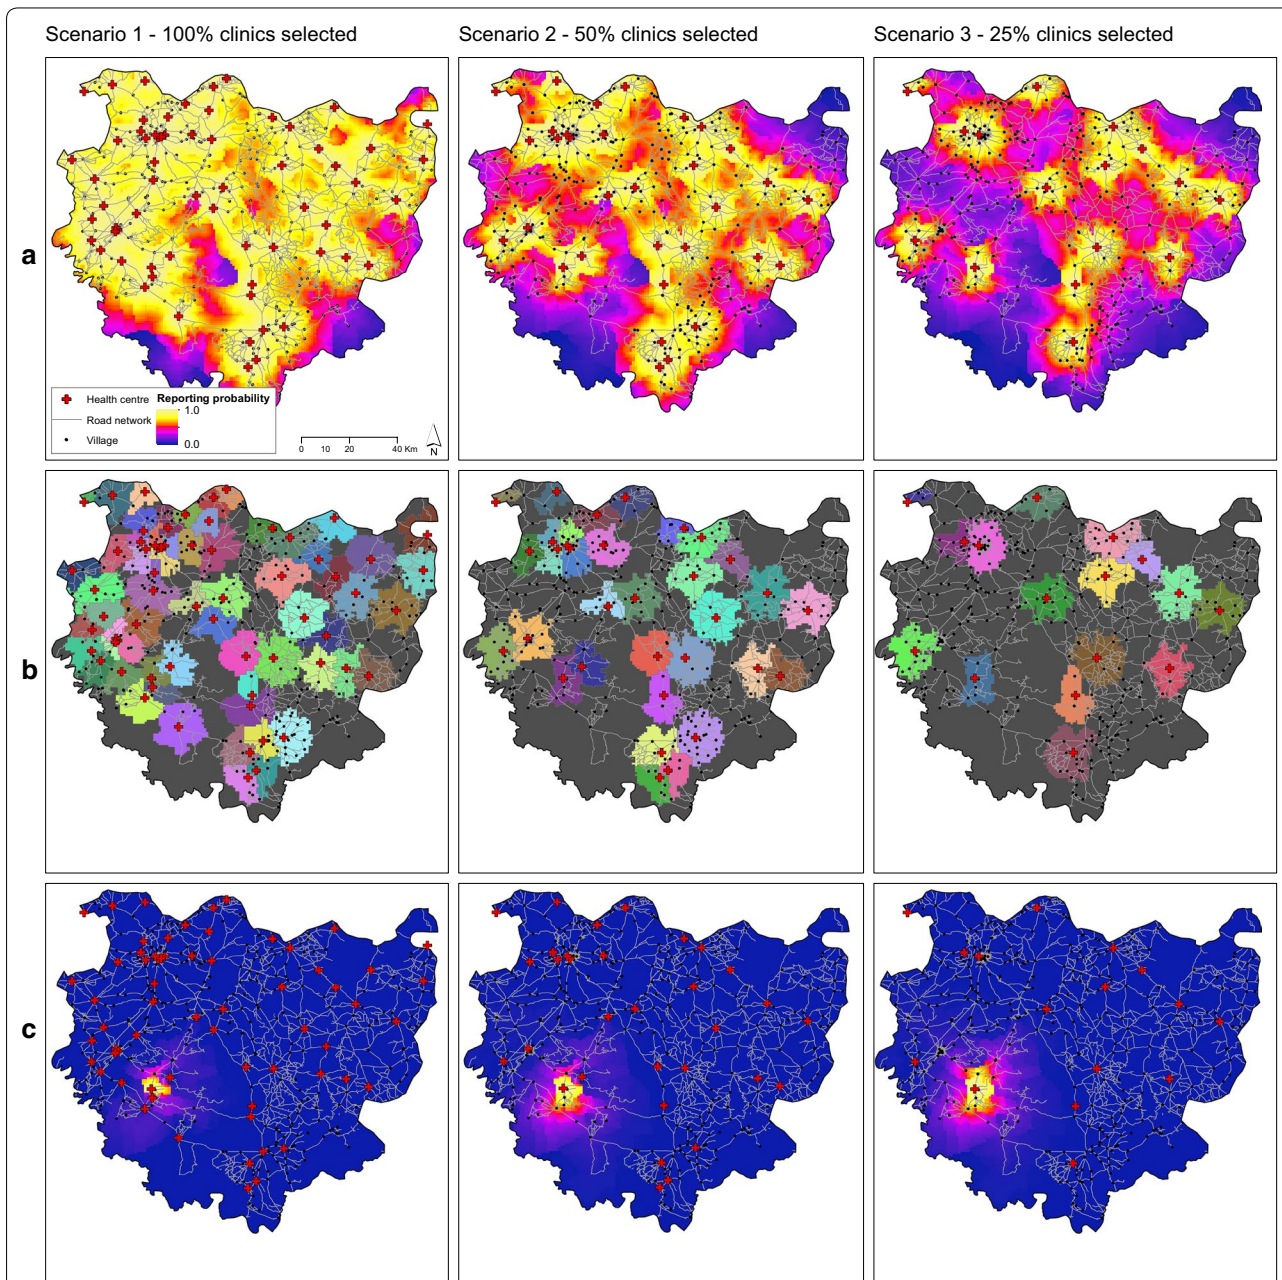 Scenario 1 - 100% clinics selected
Scenario 2 - 50% clinics selected
Scenario 3 - 25% clinics selected
a
Health centre
Road network
Village
Reporting probability
1.0
0.0
0 10 20 40 Km
N
b
c